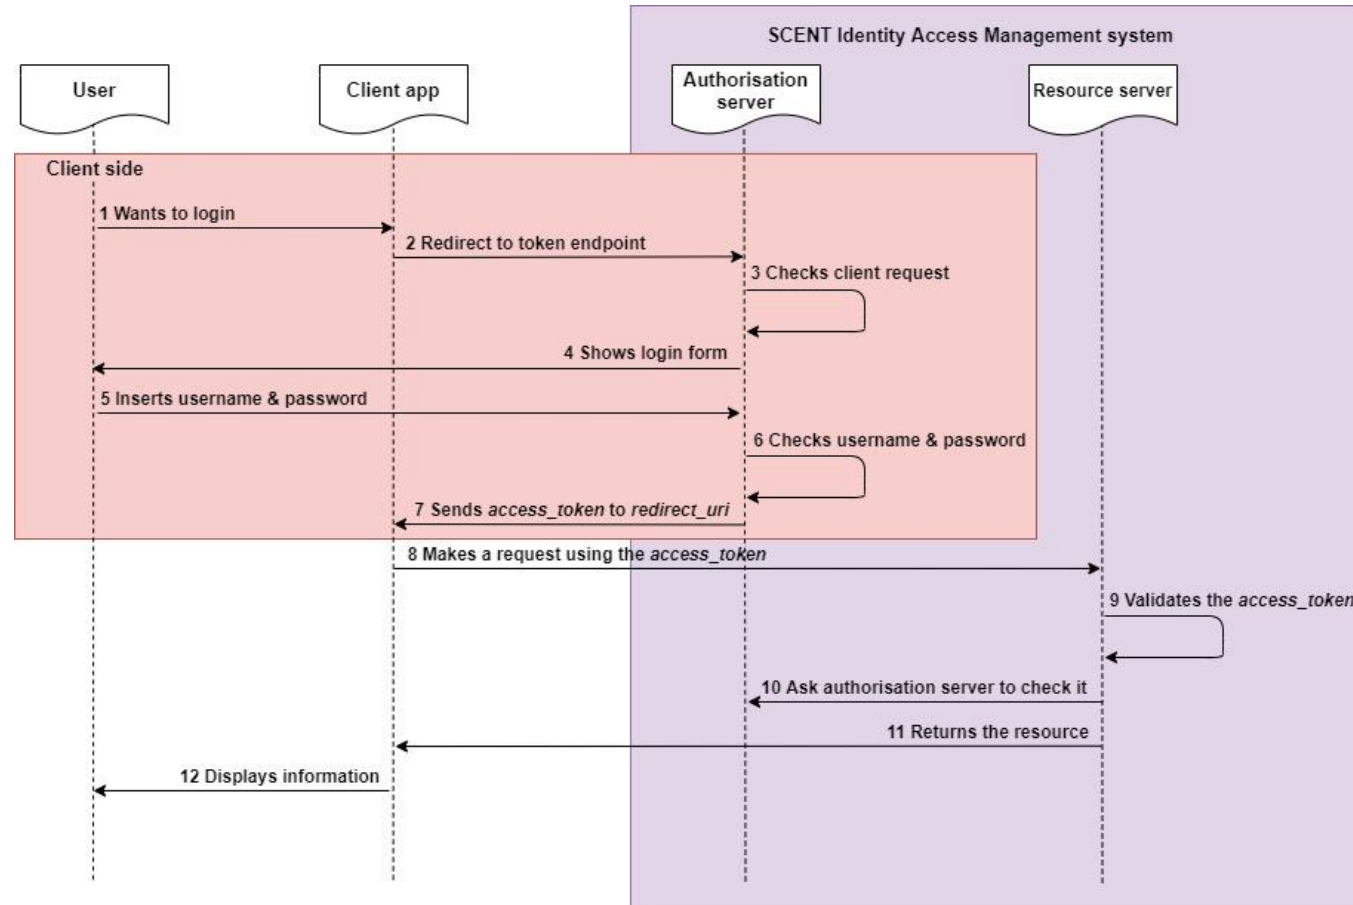 SCENT Identity Access Management system
User
Client app
Authorisation
server
Resource server
Client side
1 Wants to login
2 Redirect to token endpoint
3 Checks client request
4 Shows login form
5 Inserts username & password
6 Checks username & password
7 Sends access_token to redirect_uri
8 Makes a request using the access_token
9 Validates the access_token
10 Ask authorisation server to check it
11 Returns the resource
12 Displays information